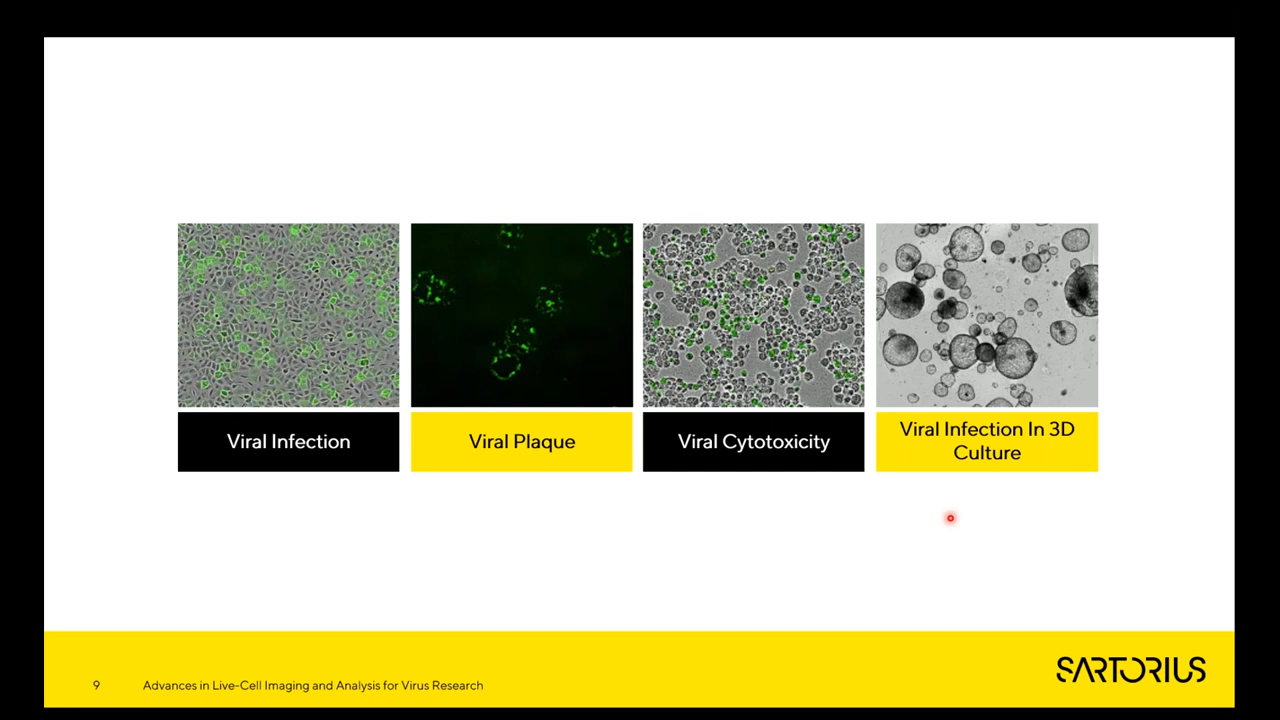 Viral Infection
Viral Plaque
Viral Cytotoxicity
Viral Infection In 3D
Culture
9
Advances in Live-Cell Imaging and Analysis for Virus Research
SARTORIUS